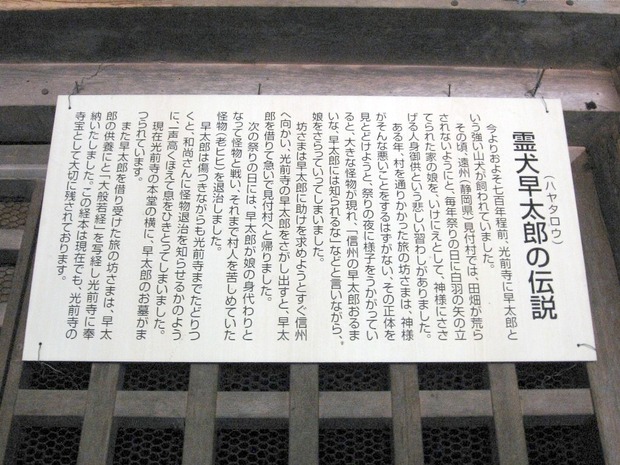 霊犬早太郎の伝説
（ハヤタロウ）
今よりおよそ七百年程前、光前寺に早太郎と
いう強い山犬が飼われていました。
その頃、遠州（静岡県）見付村では、田畑が荒ら
されないようにと、毎年祭りの日に白羽の矢の立
てられた家の娘を、いけにえとして、神様にささ
げる人身御供という悲しい習わしがありました。
ある年、村を通りかかった旅の坊さまは、神様
がそんな悪いことをするはずがない、その正体を
見とどけようと、祭りの夜に様子をうかがってい
ると、大きな怪物が現れ、「信州の早太郎おるま
いな、早太郎には知られるな」などと言いながら、
娘をさらっていってしまいました。
坊さまは早太郎に助けを求めようとすぐ信州
へ向かい、光前寺の早太郎をさがし出すと、早太
郎を借りて急いで見付村へと帰りました。
次の祭りの日には、早太郎が娘の身代わりと
なって怪物と戦い、それまで村人を苦しめていた
怪物（老ヒヒ）を退治しました。
早太郎は傷つきながらも光前寺までたどりつ
くと、和尚さんに怪物退治を知らせるかのよう
に、一声高くほえて息をひきとってしまいました。
現在光前寺の本堂の横に、早太郎のお墓がま
つられています。
また早太郎を借り受けた旅の坊さまは、早太
郎の供養にと『大般若経』を写経し光前寺に奉
納いたしました。この経本は現在でも、光前寺の
寺宝として大切に残されております。